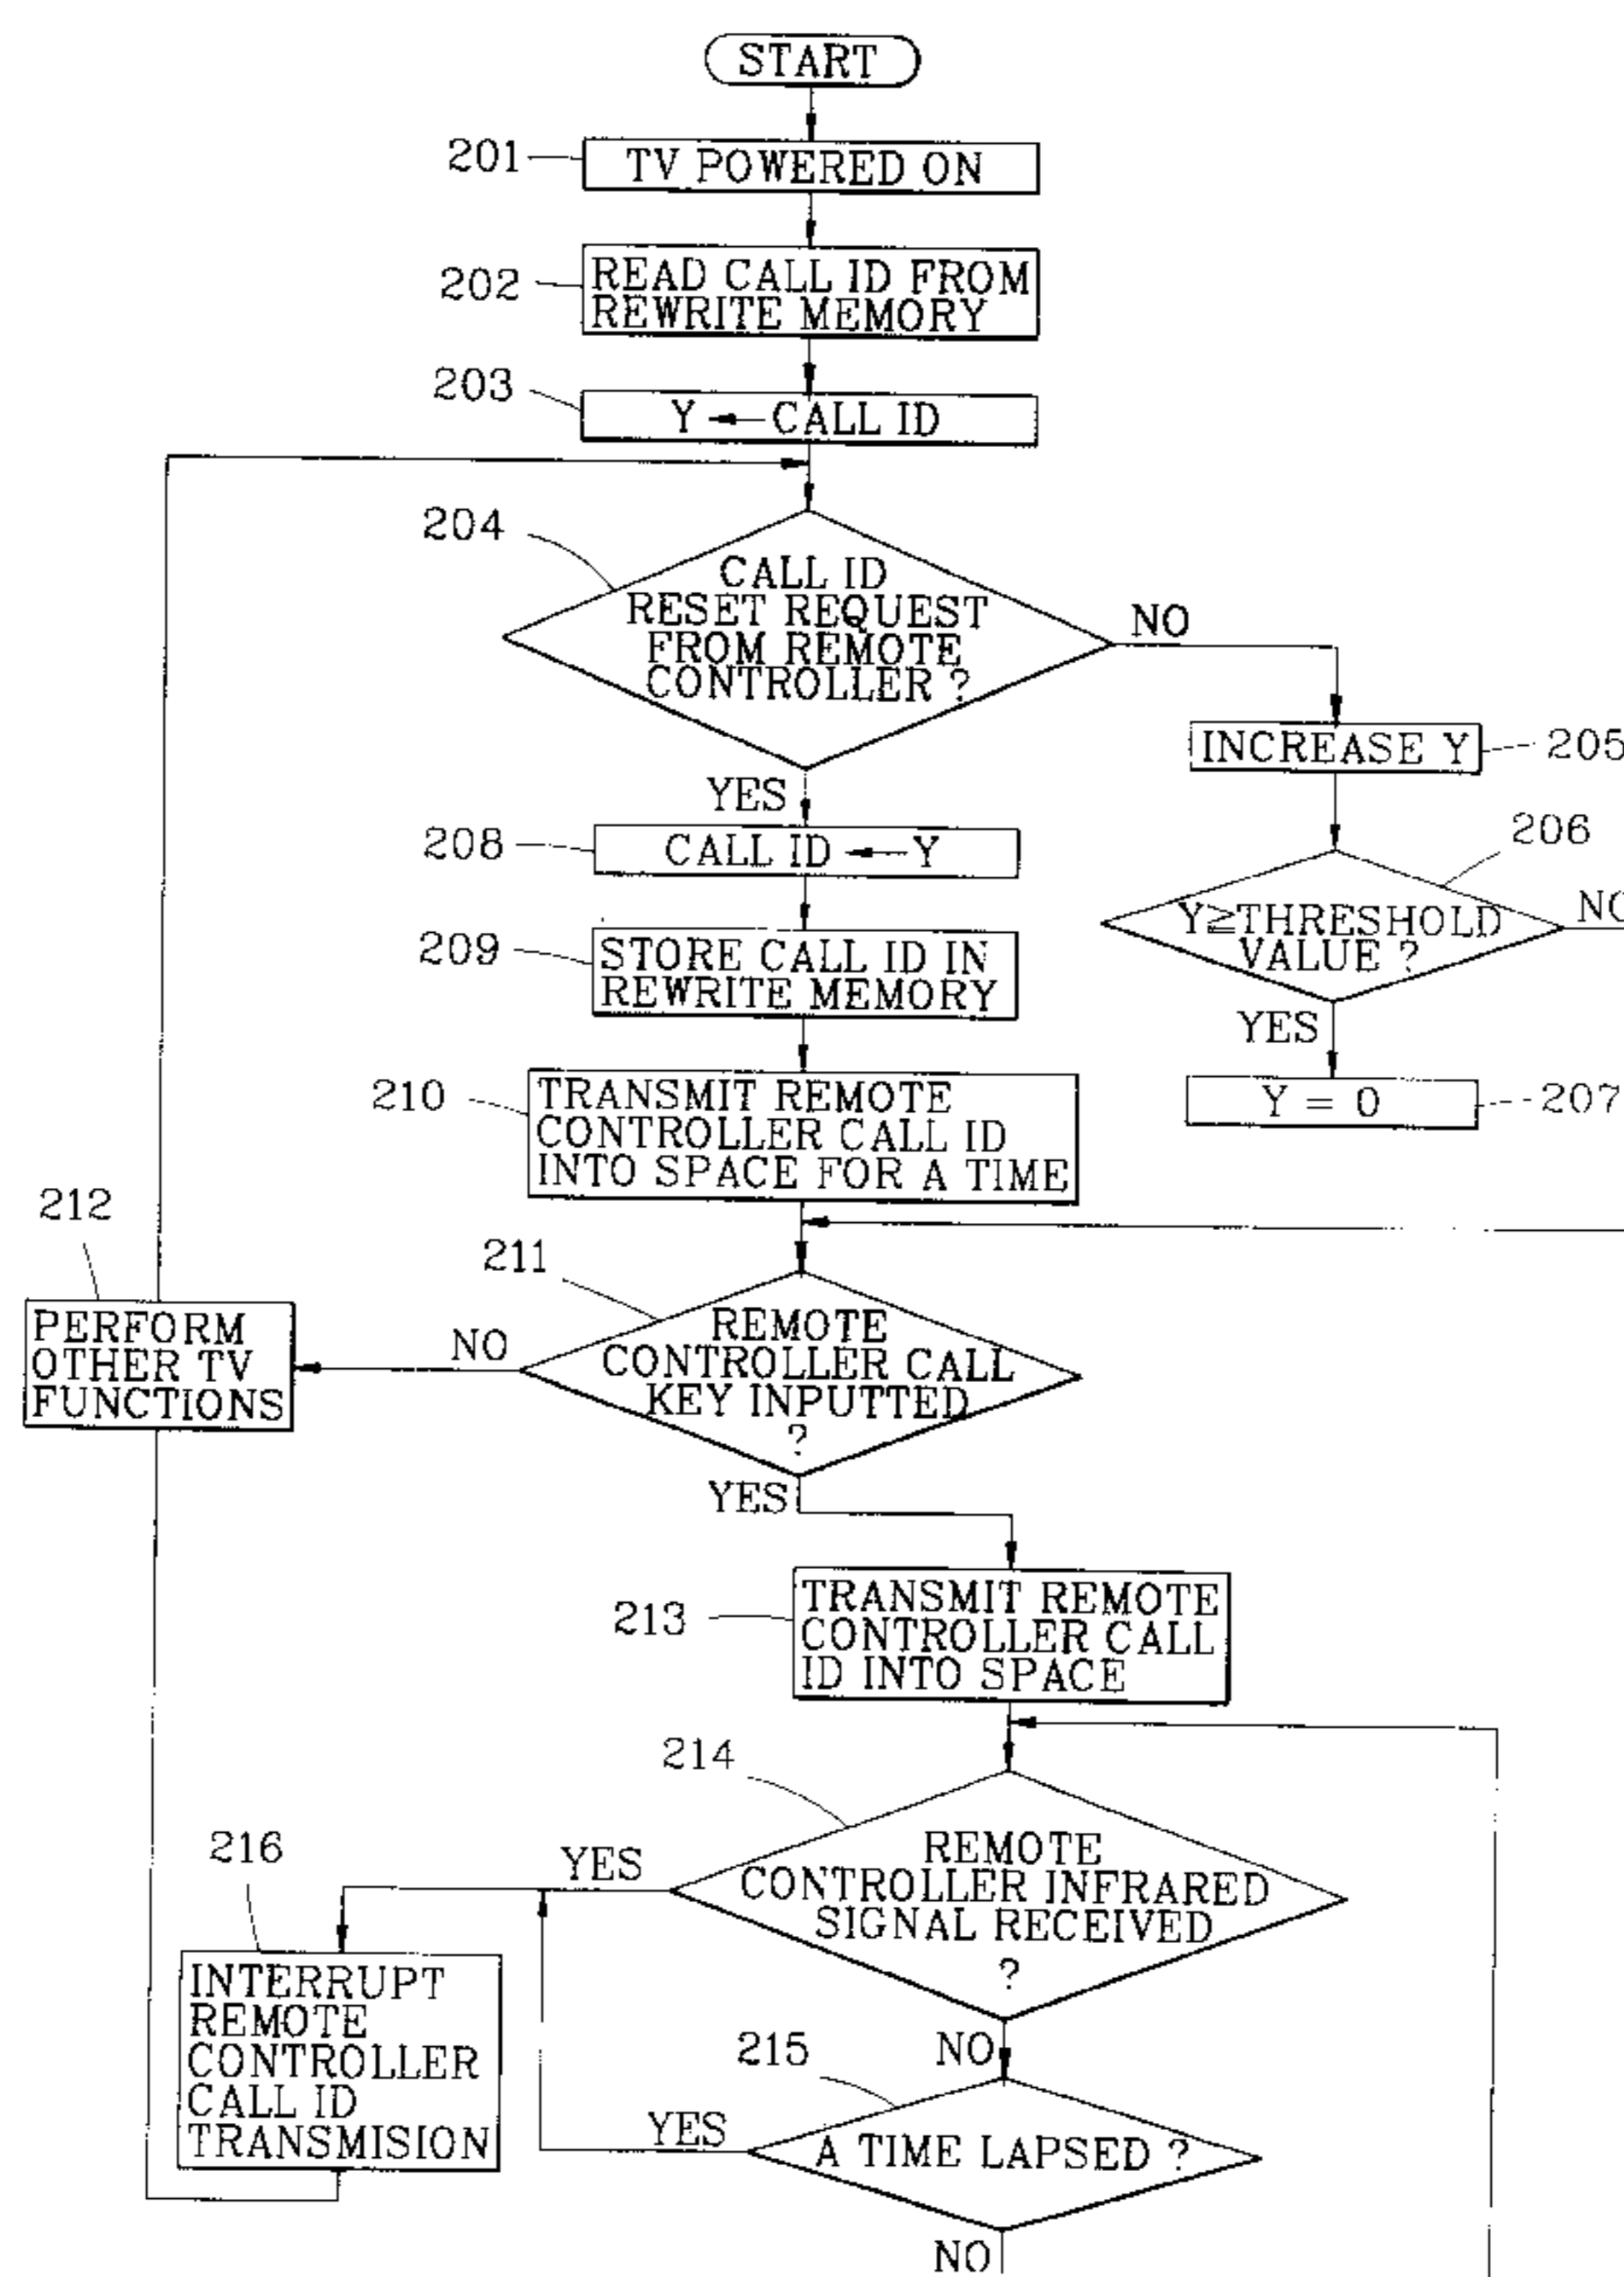 START
201
TV POWERED ON
202
READ CALL ID FROM
REWRITE MEMORY
203
Y ← CALL ID
204
CALL ID
RESET REQUEST
FROM REMOTE
CONTROLLER ?
NO
INCREASE Y
205
YES
208
CALL ID ← Y
206
Y≧THRESHOLD
VALUE ?
NO
209
STORE CALL ID IN
REWRITE MEMORY
YES
Y = 0
207
210
TRANSMIT REMOTE
CONTROLLER CALL ID
INTO SPACE FOR A TIME
212
PERFORM
OTHER TV
FUNCTIONS
211
NO
REMOTE
CONTROLLER CALL
KEY INPUTTED
?
YES
213
TRANSMIT REMOTE
CONTROLLER CALL
ID INTO SPACE
214
REMOTE
CONTROLLER INFRARED
SIGNAL RECEIVED
?
YES
216
INTERRUPT
REMOTE
CONTROLLER
CALL ID
TRANSMISION
NO
215
YES
A TIME LAPSED ?
NO